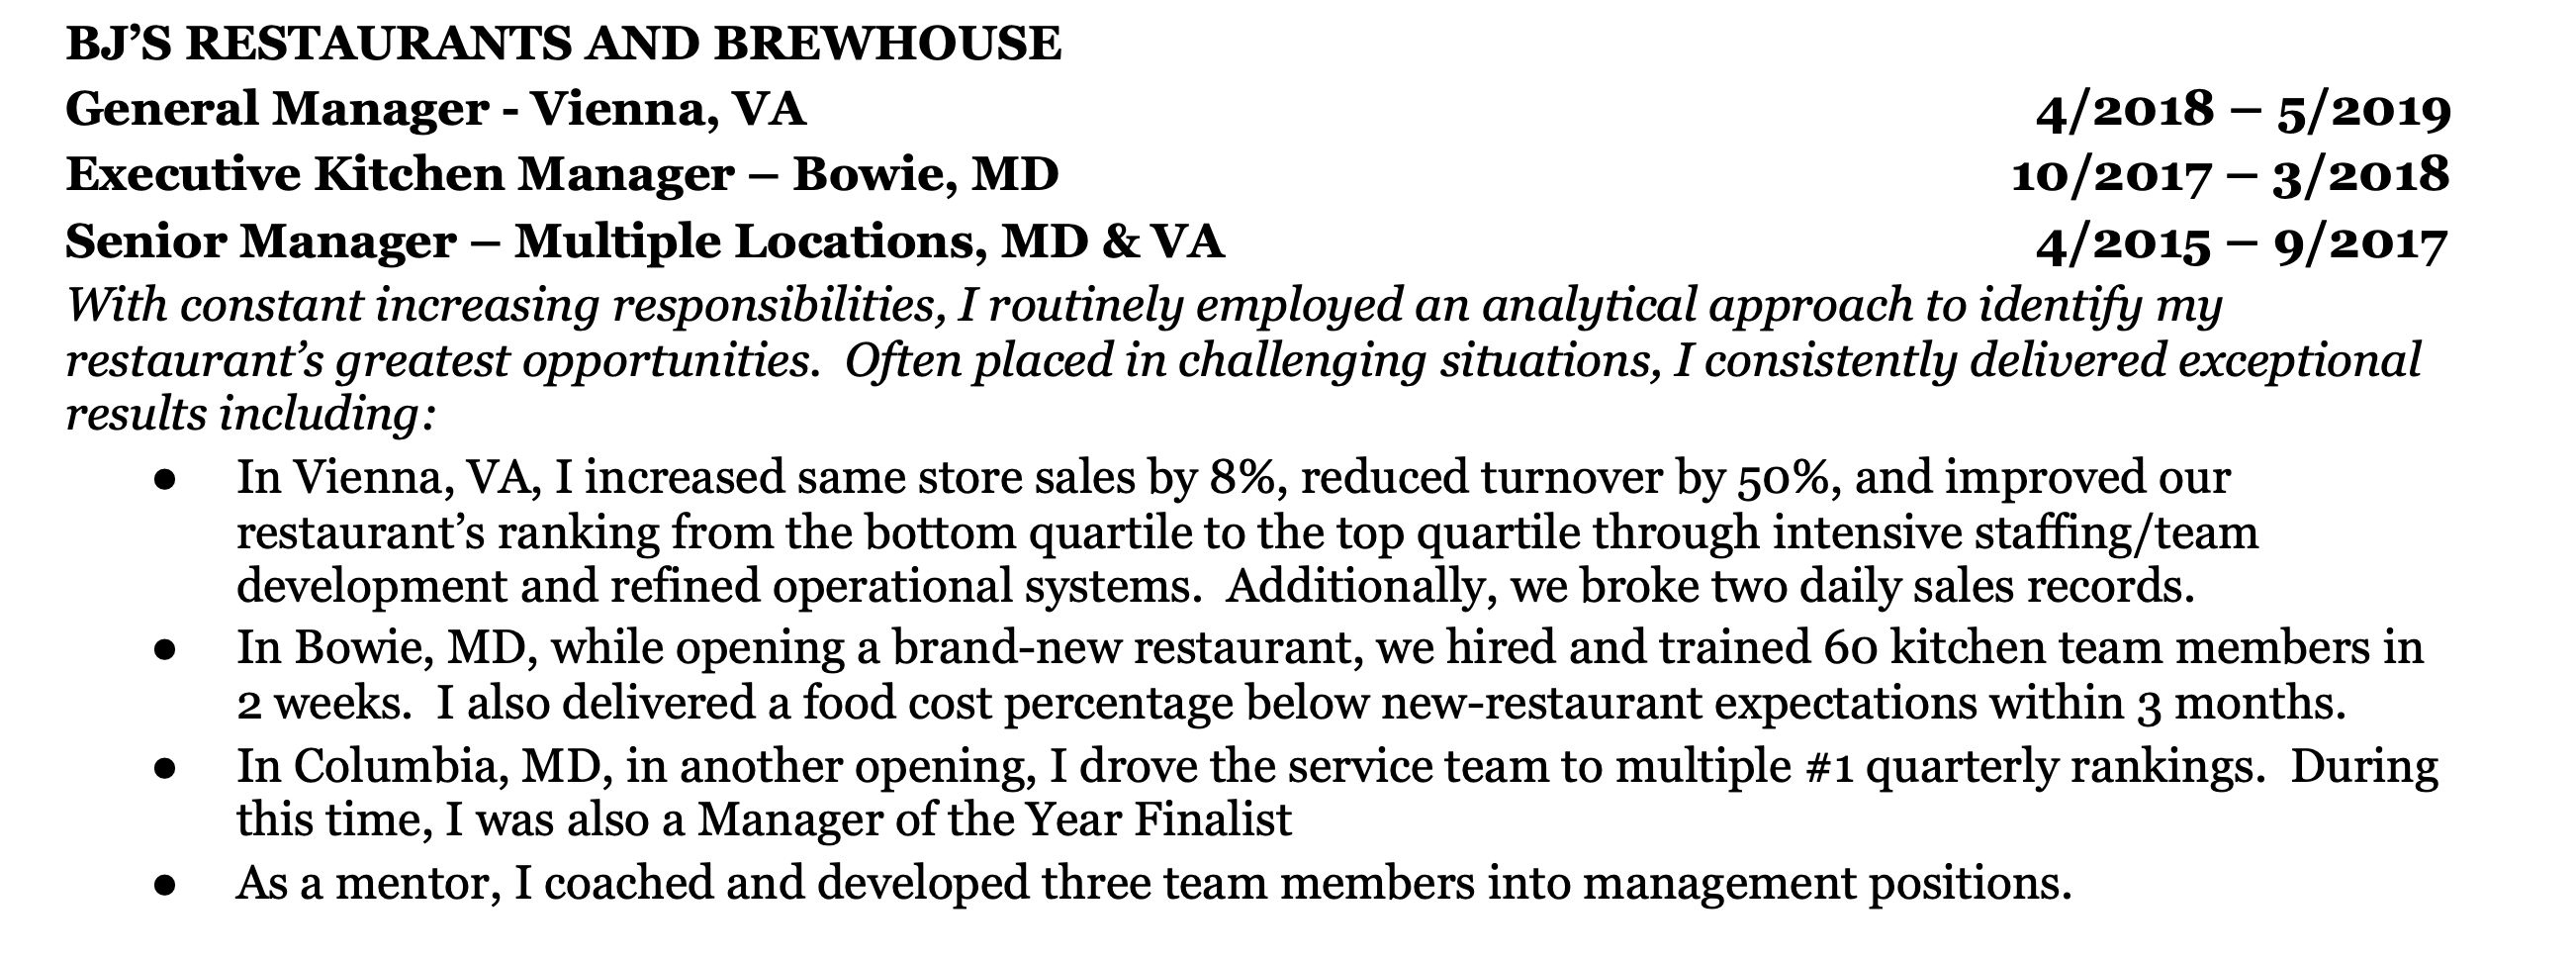 BJ’S RESTAURANTS AND BREWHOUSE
General Manager - Vienna, VA 4/2018 – 5/2019
Executive Kitchen Manager – Bowie, MD 10/2017 – 3/2018
Senior Manager – Multiple Locations, MD & VA 4/2015 – 9/2017
With constant increasing responsibilities, I routinely employed an analytical approach to identify my
restaurant’s greatest opportunities.  Often placed in challenging situations, I consistently delivered exceptional
results including:
● In Vienna, VA, I increased same store sales by 8%, reduced turnover by 50%, and improved our
restaurant’s ranking from the bottom quartile to the top quartile through intensive staffing/team
development and refined operational systems.  Additionally, we broke two daily sales records.
● In Bowie, MD, while opening a brand-new restaurant, we hired and trained 60 kitchen team members in
2 weeks.  I also delivered a food cost percentage below new-restaurant expectations within 3 months.
● In Columbia, MD, in another opening, I drove the service team to multiple #1 quarterly rankings.  During
this time, I was also a Manager of the Year Finalist
● As a mentor, I coached and developed three team members into management positions.